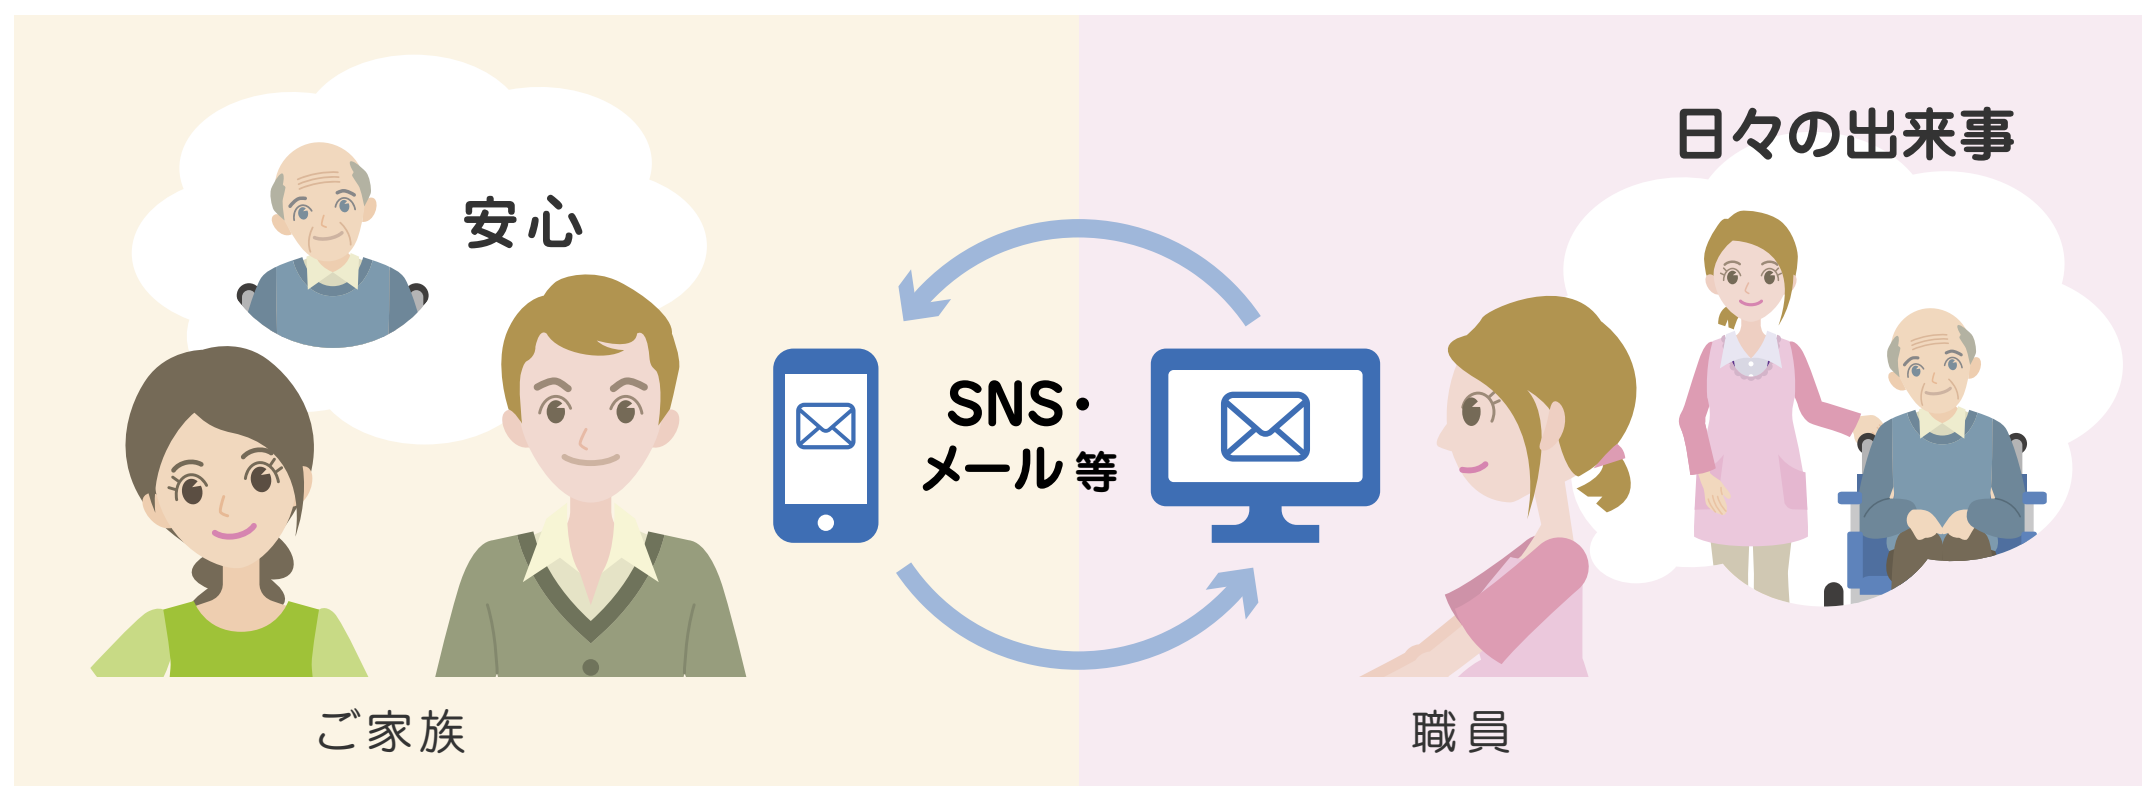 安心
ご家族
SNS・
メール 等
日々の出来事
職員